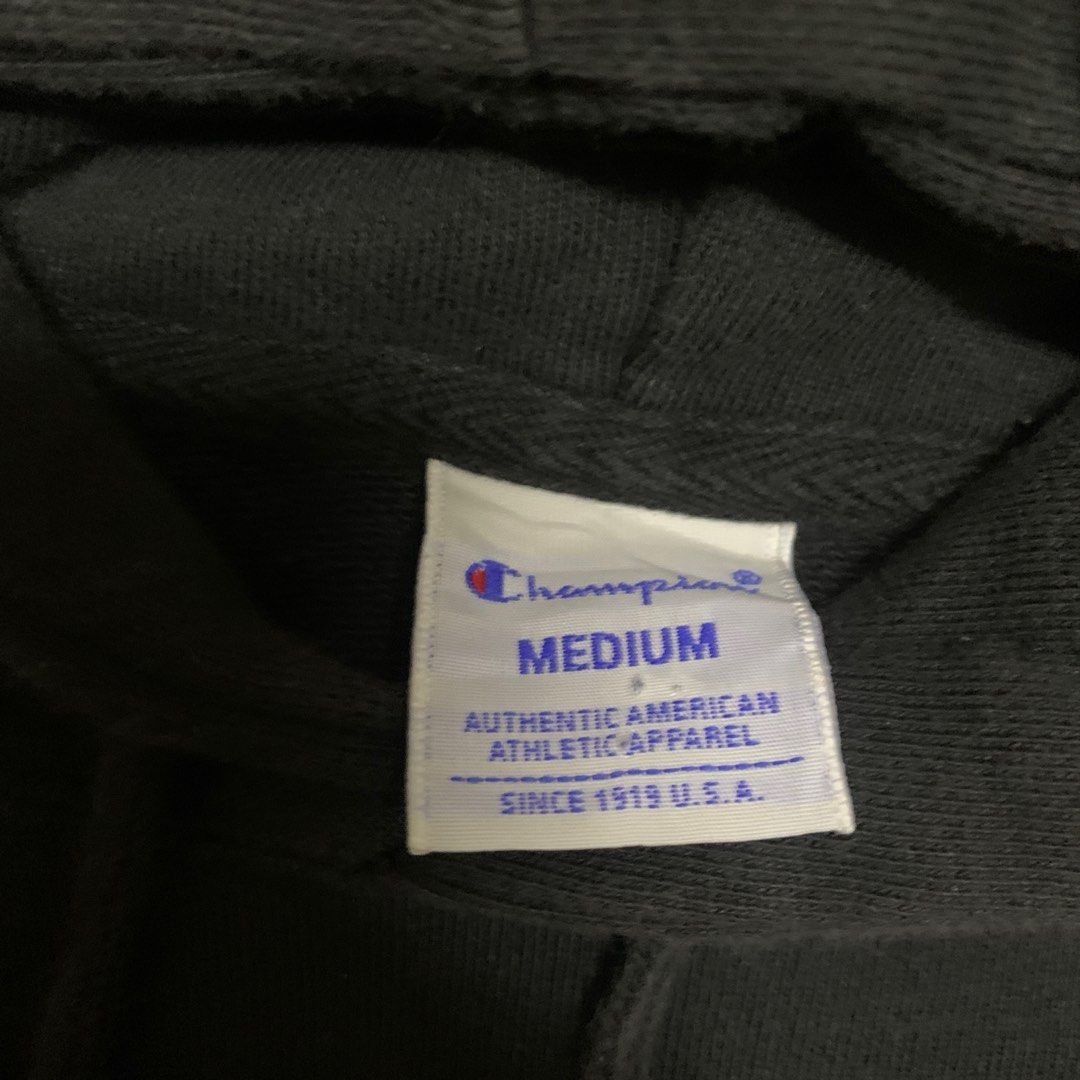 Champion®
MEDIUM
AUTHENTIC AMERICAN
ATHLETIC APPAREL
SINCE 1919 U.S.A.